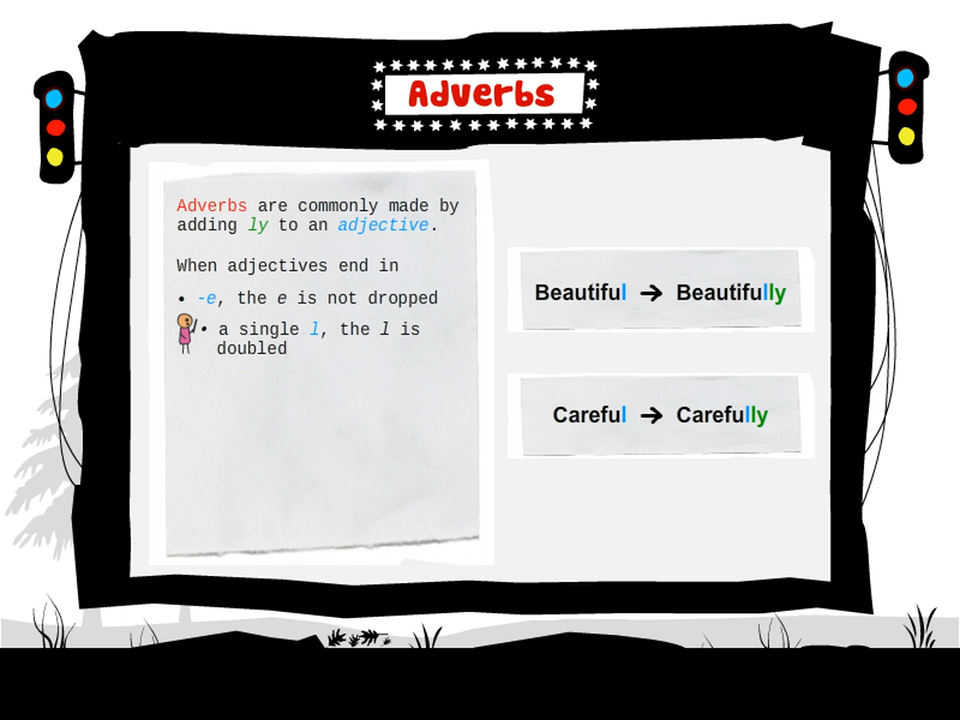 Adverbs
Adverbs are commonly made by
adding ly to an adjective.
When adjectives end in
• -e, the e is not dropped
• a single l, the l is
doubled
Beautiful → Beautifully
Careful → Carefully